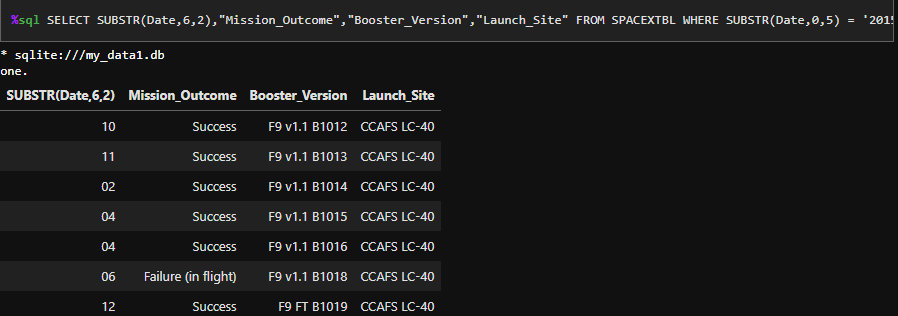 %sql SELECT SUBSTR(Date,6,2),"Mission_Outcome","Booster_Version","Launch_Site" FROM SPACEXTBL WHERE SUBSTR(Date,0,5) = '2015
* sqlite:///my_data1.db
one.
SUBSTR(Date,6,2) Mission_Outcome Booster_Version Launch_Site
10 Success F9 v1.1 B1012 CCAFS LC-40
11 Success F9 v1.1 B1013 CCAFS LC-40
02 Success F9 v1.1 B1014 CCAFS LC-40
04 Success F9 v1.1 B1015 CCAFS LC-40
04 Success F9 v1.1 B1016 CCAFS LC-40
06 Failure (in flight) F9 v1.1 B1018 CCAFS LC-40
12 Success F9 FT B1019 CCAFS LC-40